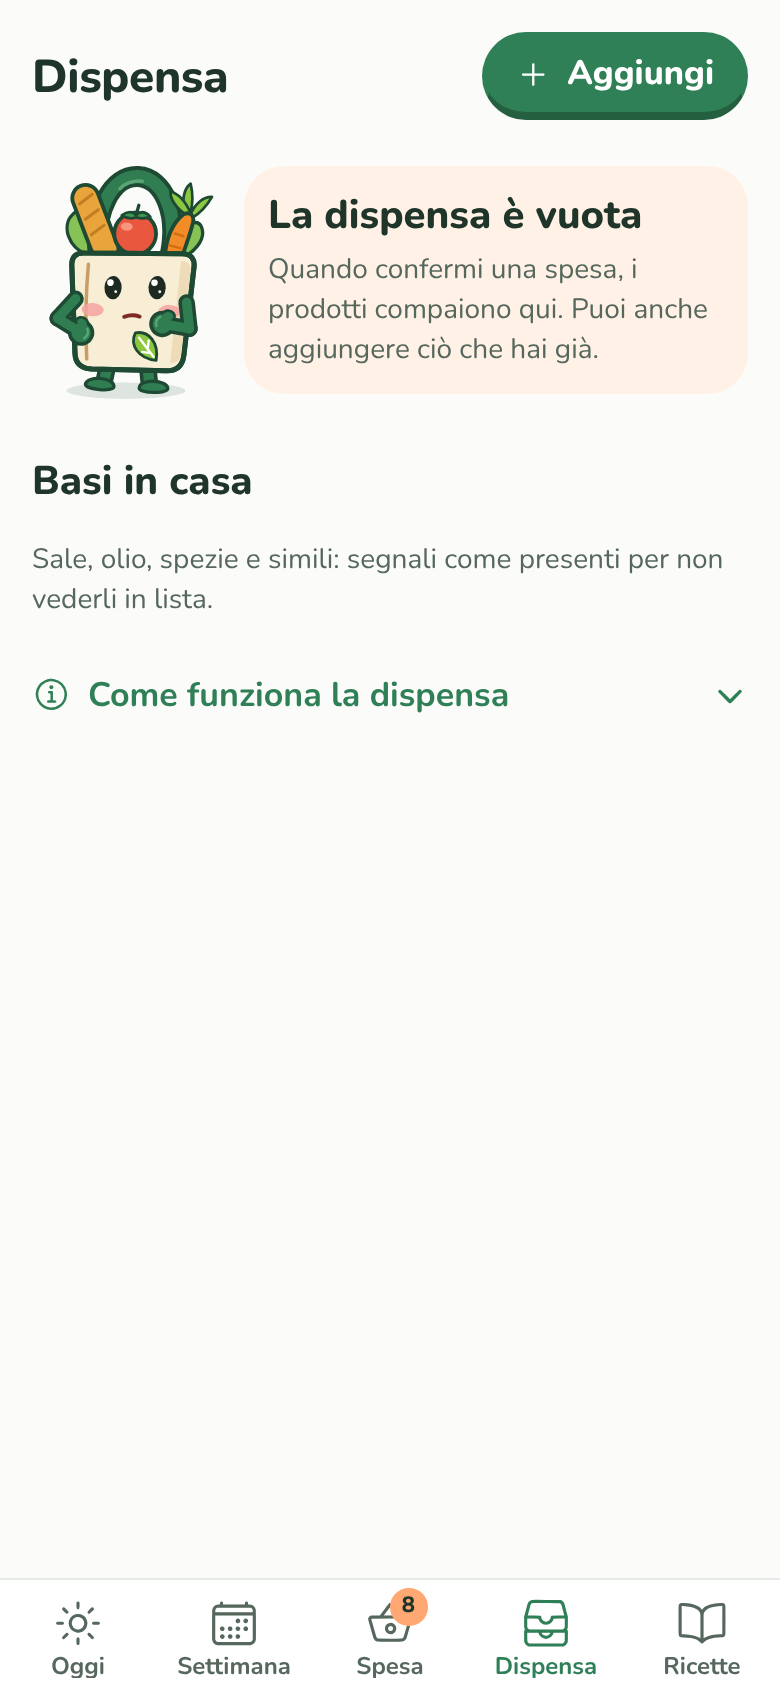 Dispensa
Aggiungi
La dispensa è vuota
Quando confermi una spesa, i
prodotti compaiono qui. Puoi anche
aggiungere ciò che hai già.
Basi in casa
Sale, olio, spezie e simili: segnali come presenti per non
vederli in lista.
Come funziona la dispensa
8
Oggi
Settimana
Spesa
Dispensa
Ricette